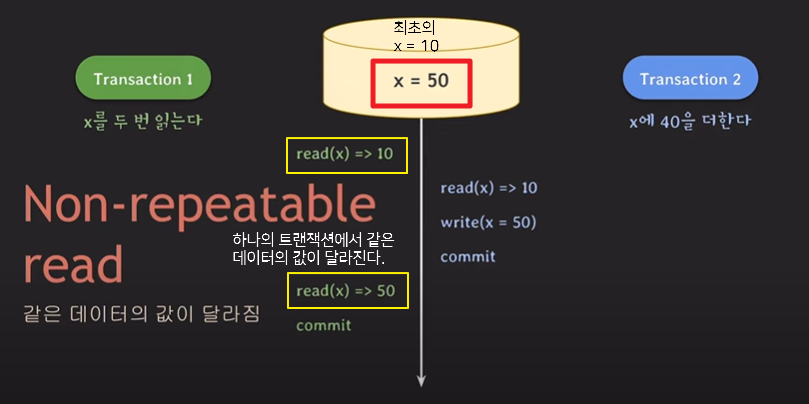 최초의
x = 10
x = 50
Transaction 1
x를 두 번 읽는다
Transaction 2
x에 40을 더한다
read(x) => 10
read(x) => 10
write(x = 50)
commit
Non-repeatable
read
같은 데이터의 값이 달라짐
하나의 트랜잭션에서 같은
데이터의 값이 달라진다.
read(x) => 50
commit